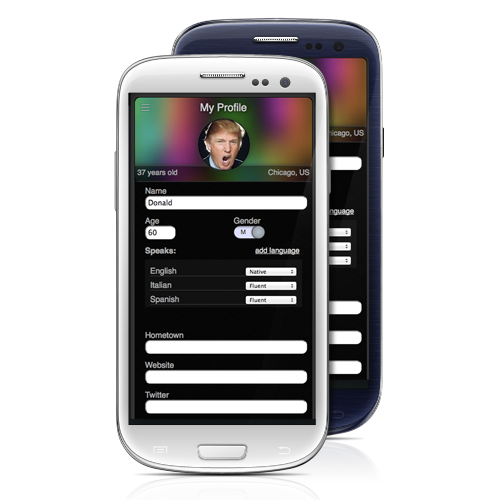 My Profile
37 years old Chicago, US
Name
Donald
Age Gender
60 M
Speaks: add language
English Native
Italian Fluent
Spanish Fluent
Hometown
Website
Twitter
hicago, US
nguage